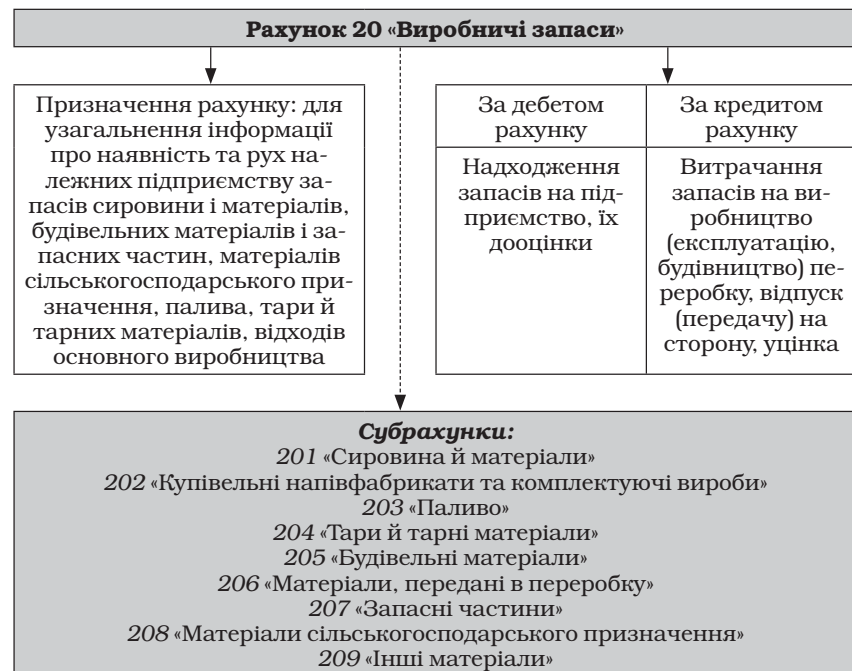 Рахунок 20 «Виробничі запаси»
Призначення рахунку: для
узагальнення інформації
про наявність та рух на-
лежних підприємству за-
пасів сировини і матеріалів,
будівельних матеріалів і за-
пасних частин, матеріалів
сільськогосподарського при-
значення, палива, тари й
тарних матеріалів, відходів
основного виробництва
За дебетом
рахунку
За кредитом
рахунку
Надходження
запасів на під-
приємство, їх
дооцінки
Витрачання
запасів на ви-
робництво
(експлуатацію,
будівництво) пе-
реробку, відпуск
(передачу) на
сторону, уцінка
Субрахунки:
201 «Сировина й матеріали»
202 «Купівельні напівфабрикати та комплектуючі вироби»
203 «Паливо»
204 «Тари й тарні матеріали»
205 «Будівельні матеріали»
206 «Матеріали, передані в переробку»
207 «Запасні частини»
208 «Матеріали сільськогосподарського призначення»
209 «Інші матеріали»